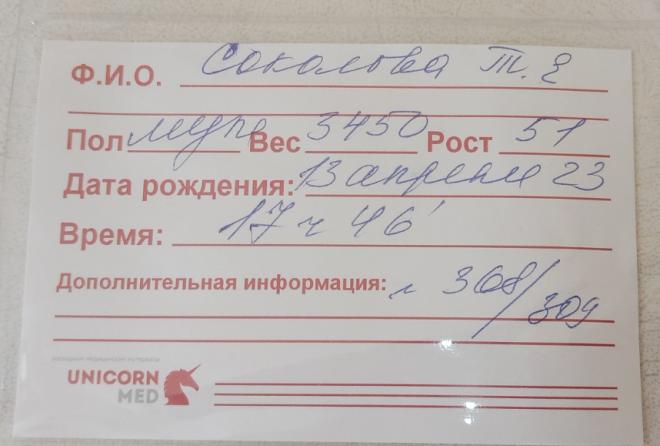 Ф.И.О. Соколова Т. Е
Пол муж Вес 3450 Рост 51
Дата рождения: 13 апреля 23
Время: 17 ч 46'
Дополнительная информация: 308/309
UNICORN
MED